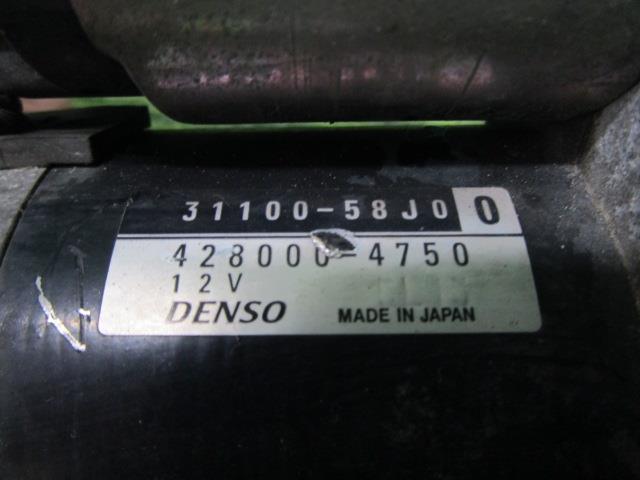 31100-58J0 0
428000-4750
12V
DENSO MADE IN JAPAN